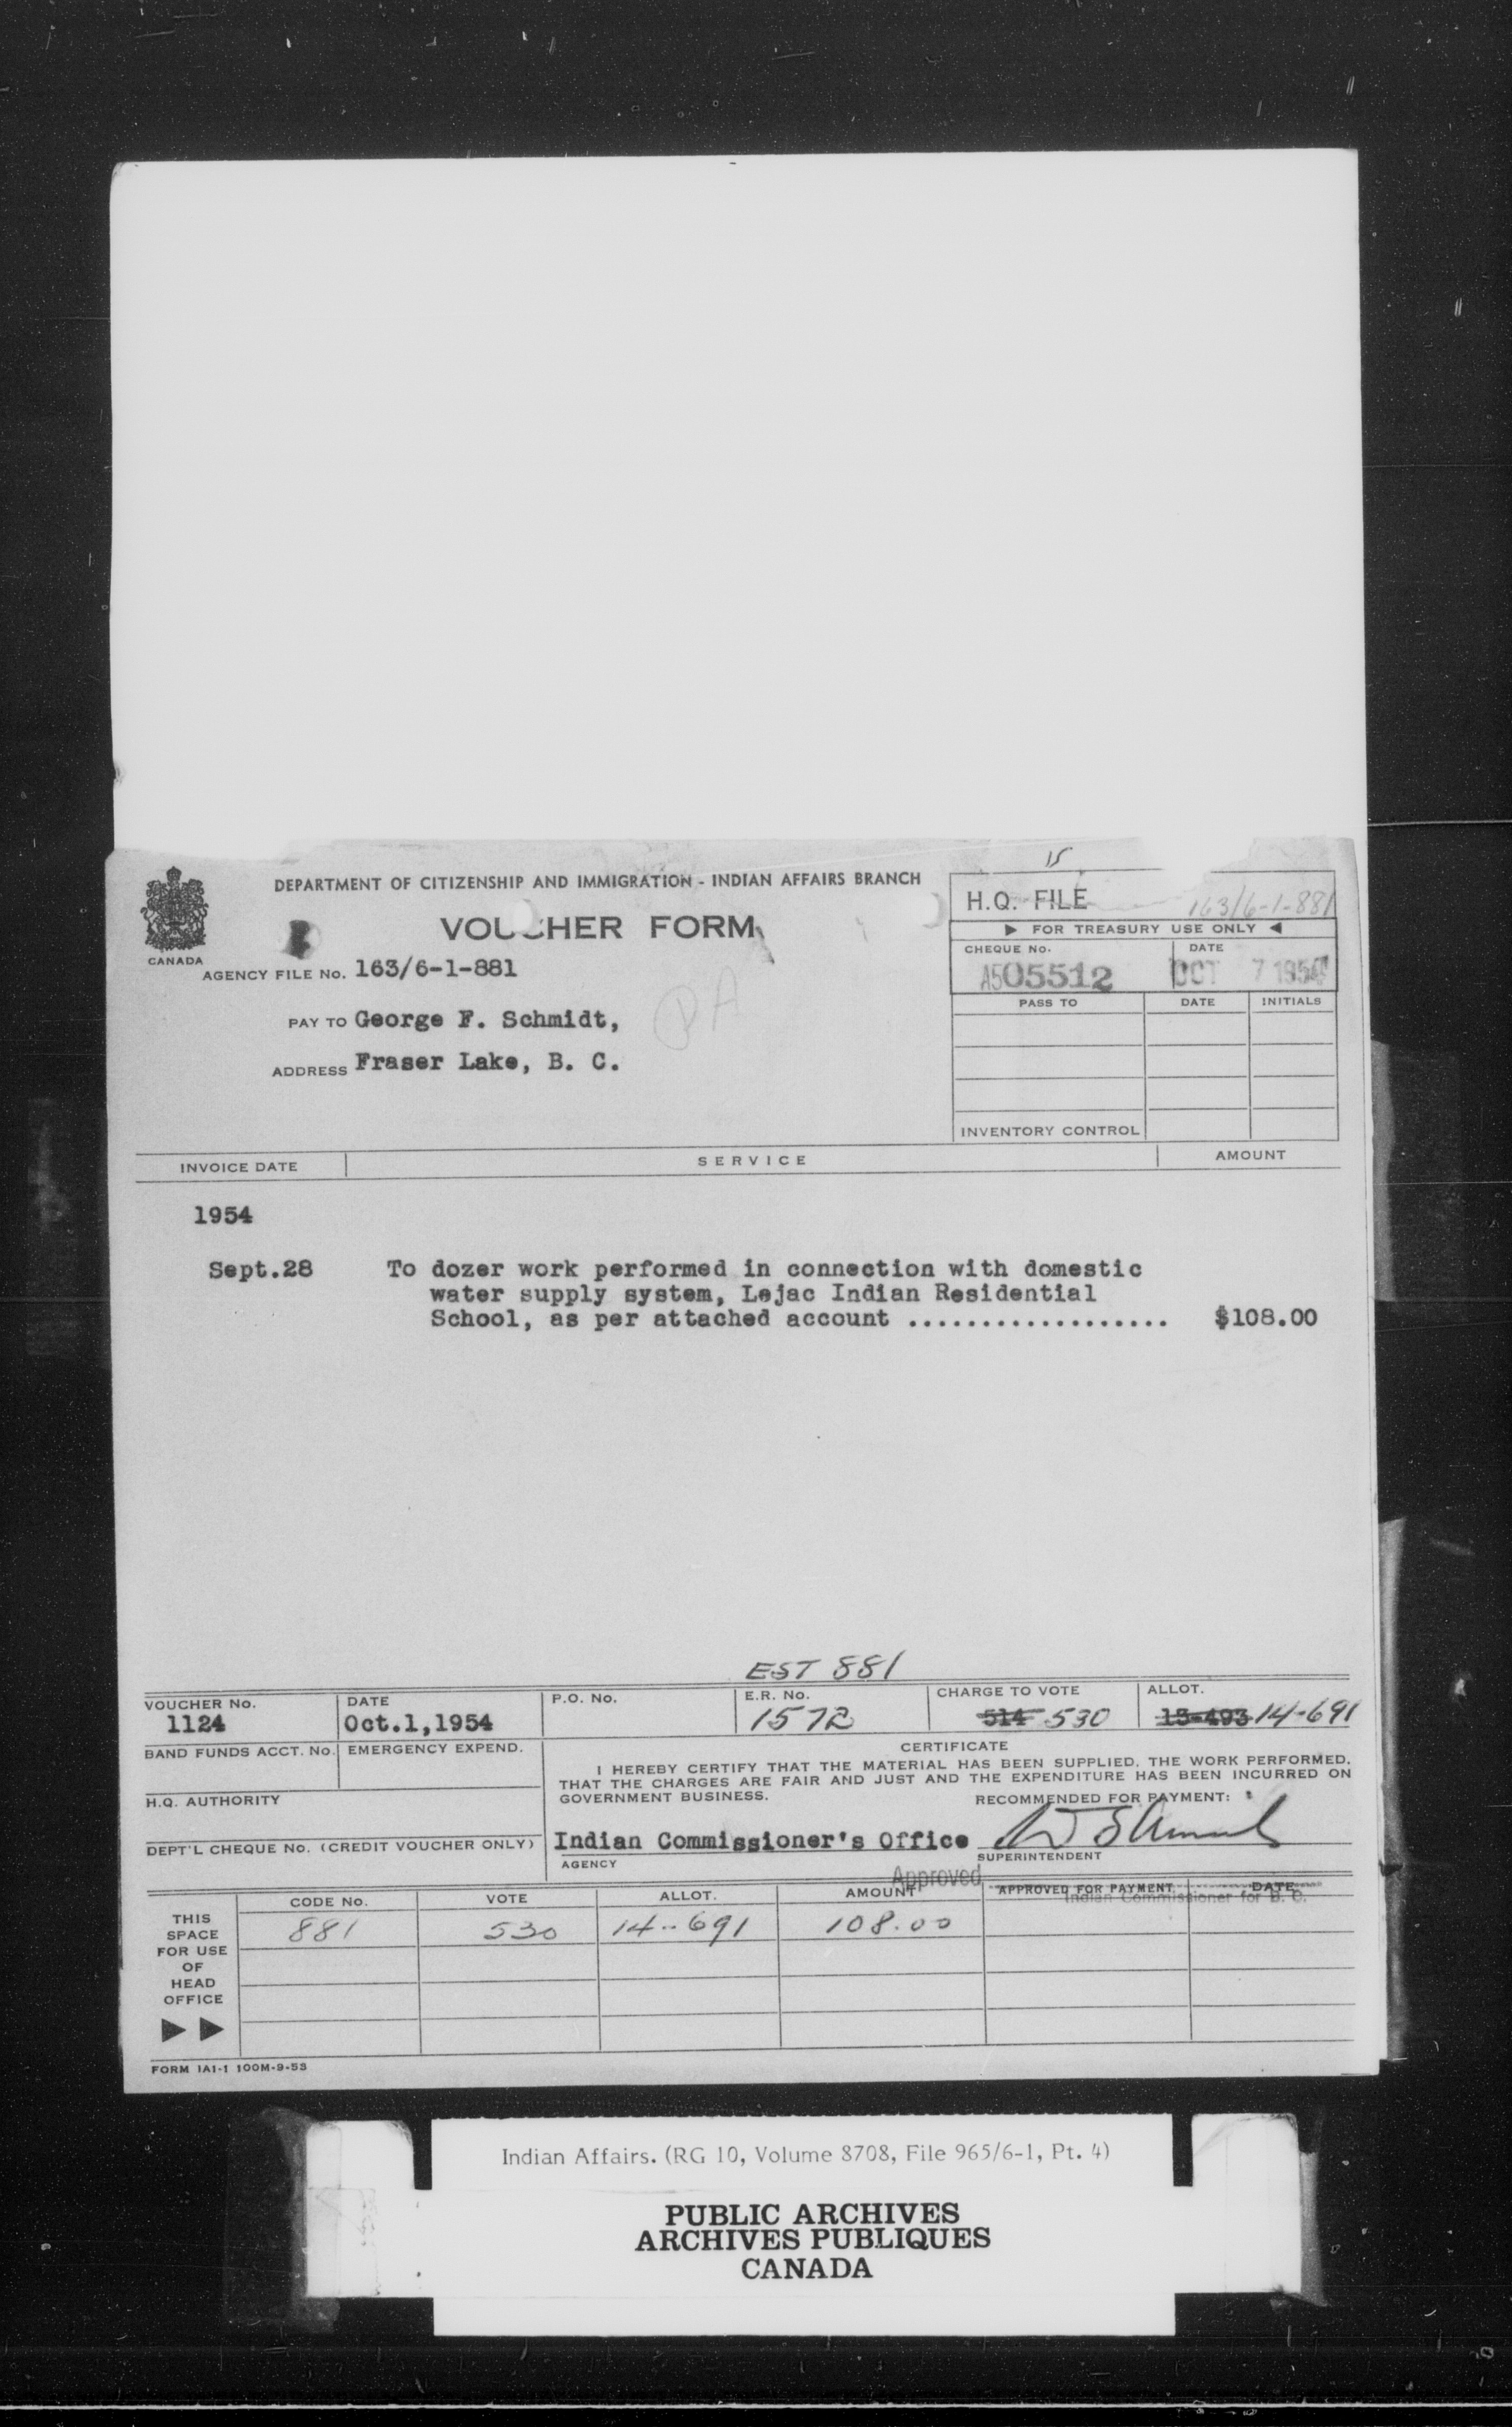 15
DEPARTMENT OF CITIZENSHIP AND IMMIGRATION - INDIAN AFFAIRS BRANCH
H.Q. FILE 163/6-1-881
VOUCHER FORM
▶ FOR TREASURY USE ONLY ◀
CANADA
CHEQUE No. DATE
A505512 OCT 7 1954
AGENCY FILE No. 163/6-1-881
PASS TO DATE INITIALS
PAY TO George F. Schmidt,
PA
ADDRESS Fraser Lake, B. C.
INVENTORY CONTROL
INVOICE DATE SERVICE AMOUNT
1954
Sept.28 To dozer work performed in connection with domestic
water supply system, Lejac Indian Residential
School, as per attached account .................. $108.00
EST 881
VOUCHER No. DATE P.O. No. E.R. No. CHARGE TO VOTE ALLOT.
1124 Oct.1,1954 1572 514 530 15-493 14-691
BAND FUNDS ACCT. No. EMERGENCY EXPEND. CERTIFICATE
I HEREBY CERTIFY THAT THE MATERIAL HAS BEEN SUPPLIED, THE WORK PERFORMED,
THAT THE CHARGES ARE FAIR AND JUST AND THE EXPENDITURE HAS BEEN INCURRED ON
GOVERNMENT BUSINESS. RECOMMENDED FOR PAYMENT:
H.Q. AUTHORITY
DEPT'L CHEQUE No. (CREDIT VOUCHER ONLY) Indian Commissioner's Office
AGENCY SUPERINTENDENT
Approved
CODE No. VOTE ALLOT. AMOUNT APPROVED FOR PAYMENT DATE
Indian Commissioner for B. C.
881 530 14-691 108.00
THIS
SPACE
FOR USE
OF
HEAD
OFFICE
▶ ▶
FORM IA1-1 100M-9-53
Indian Affairs. (RG 10, Volume 8708, File 965/6-1, Pt. 4)
PUBLIC ARCHIVES
ARCHIVES PUBLIQUES
CANADA